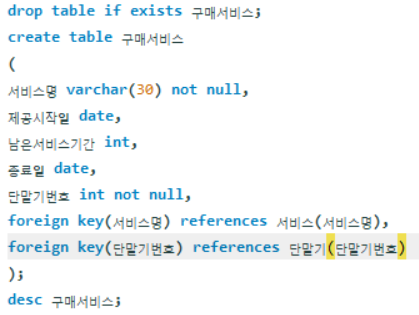 drop table if exists 구매서비스;
create table 구매서비스
(
서비스명 varchar(30) not null,
제공시작일 date,
남은서비스기간 int,
종료일 date,
단말기번호 int not null,
foreign key(서비스명) references 서비스(서비스명),
foreign key(단말기번호) references 단말기(단말기번호)
);
desc 구매서비스;